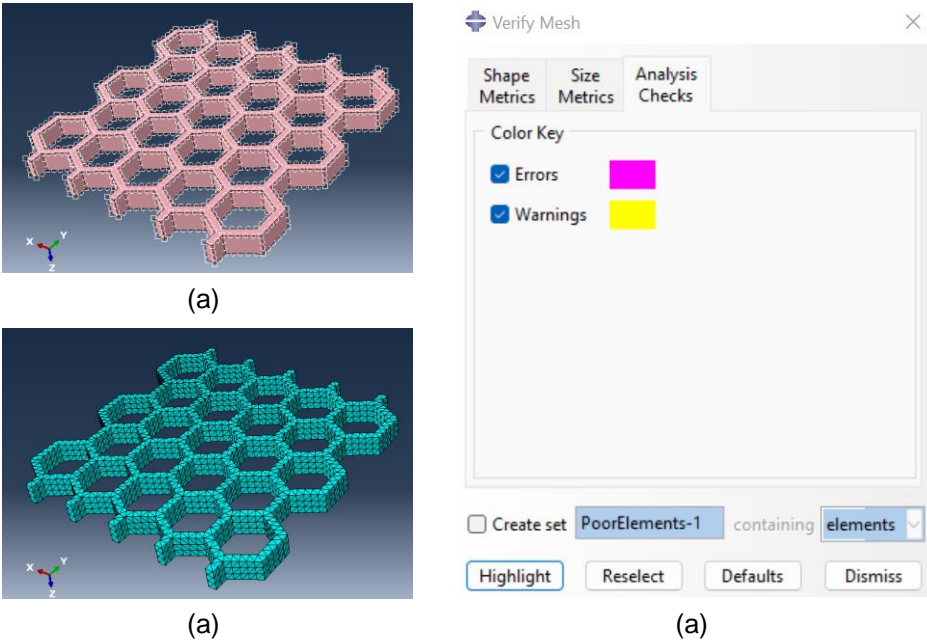 X Y
Z
(a)
X Y
Z
(a)
Verify Mesh
Shape Metrics
Size Metrics
Analysis Checks
Color Key
Errors
Warnings
Create set PoorElements-1 containing elements
Highlight Reselect Defaults Dismiss
(a)